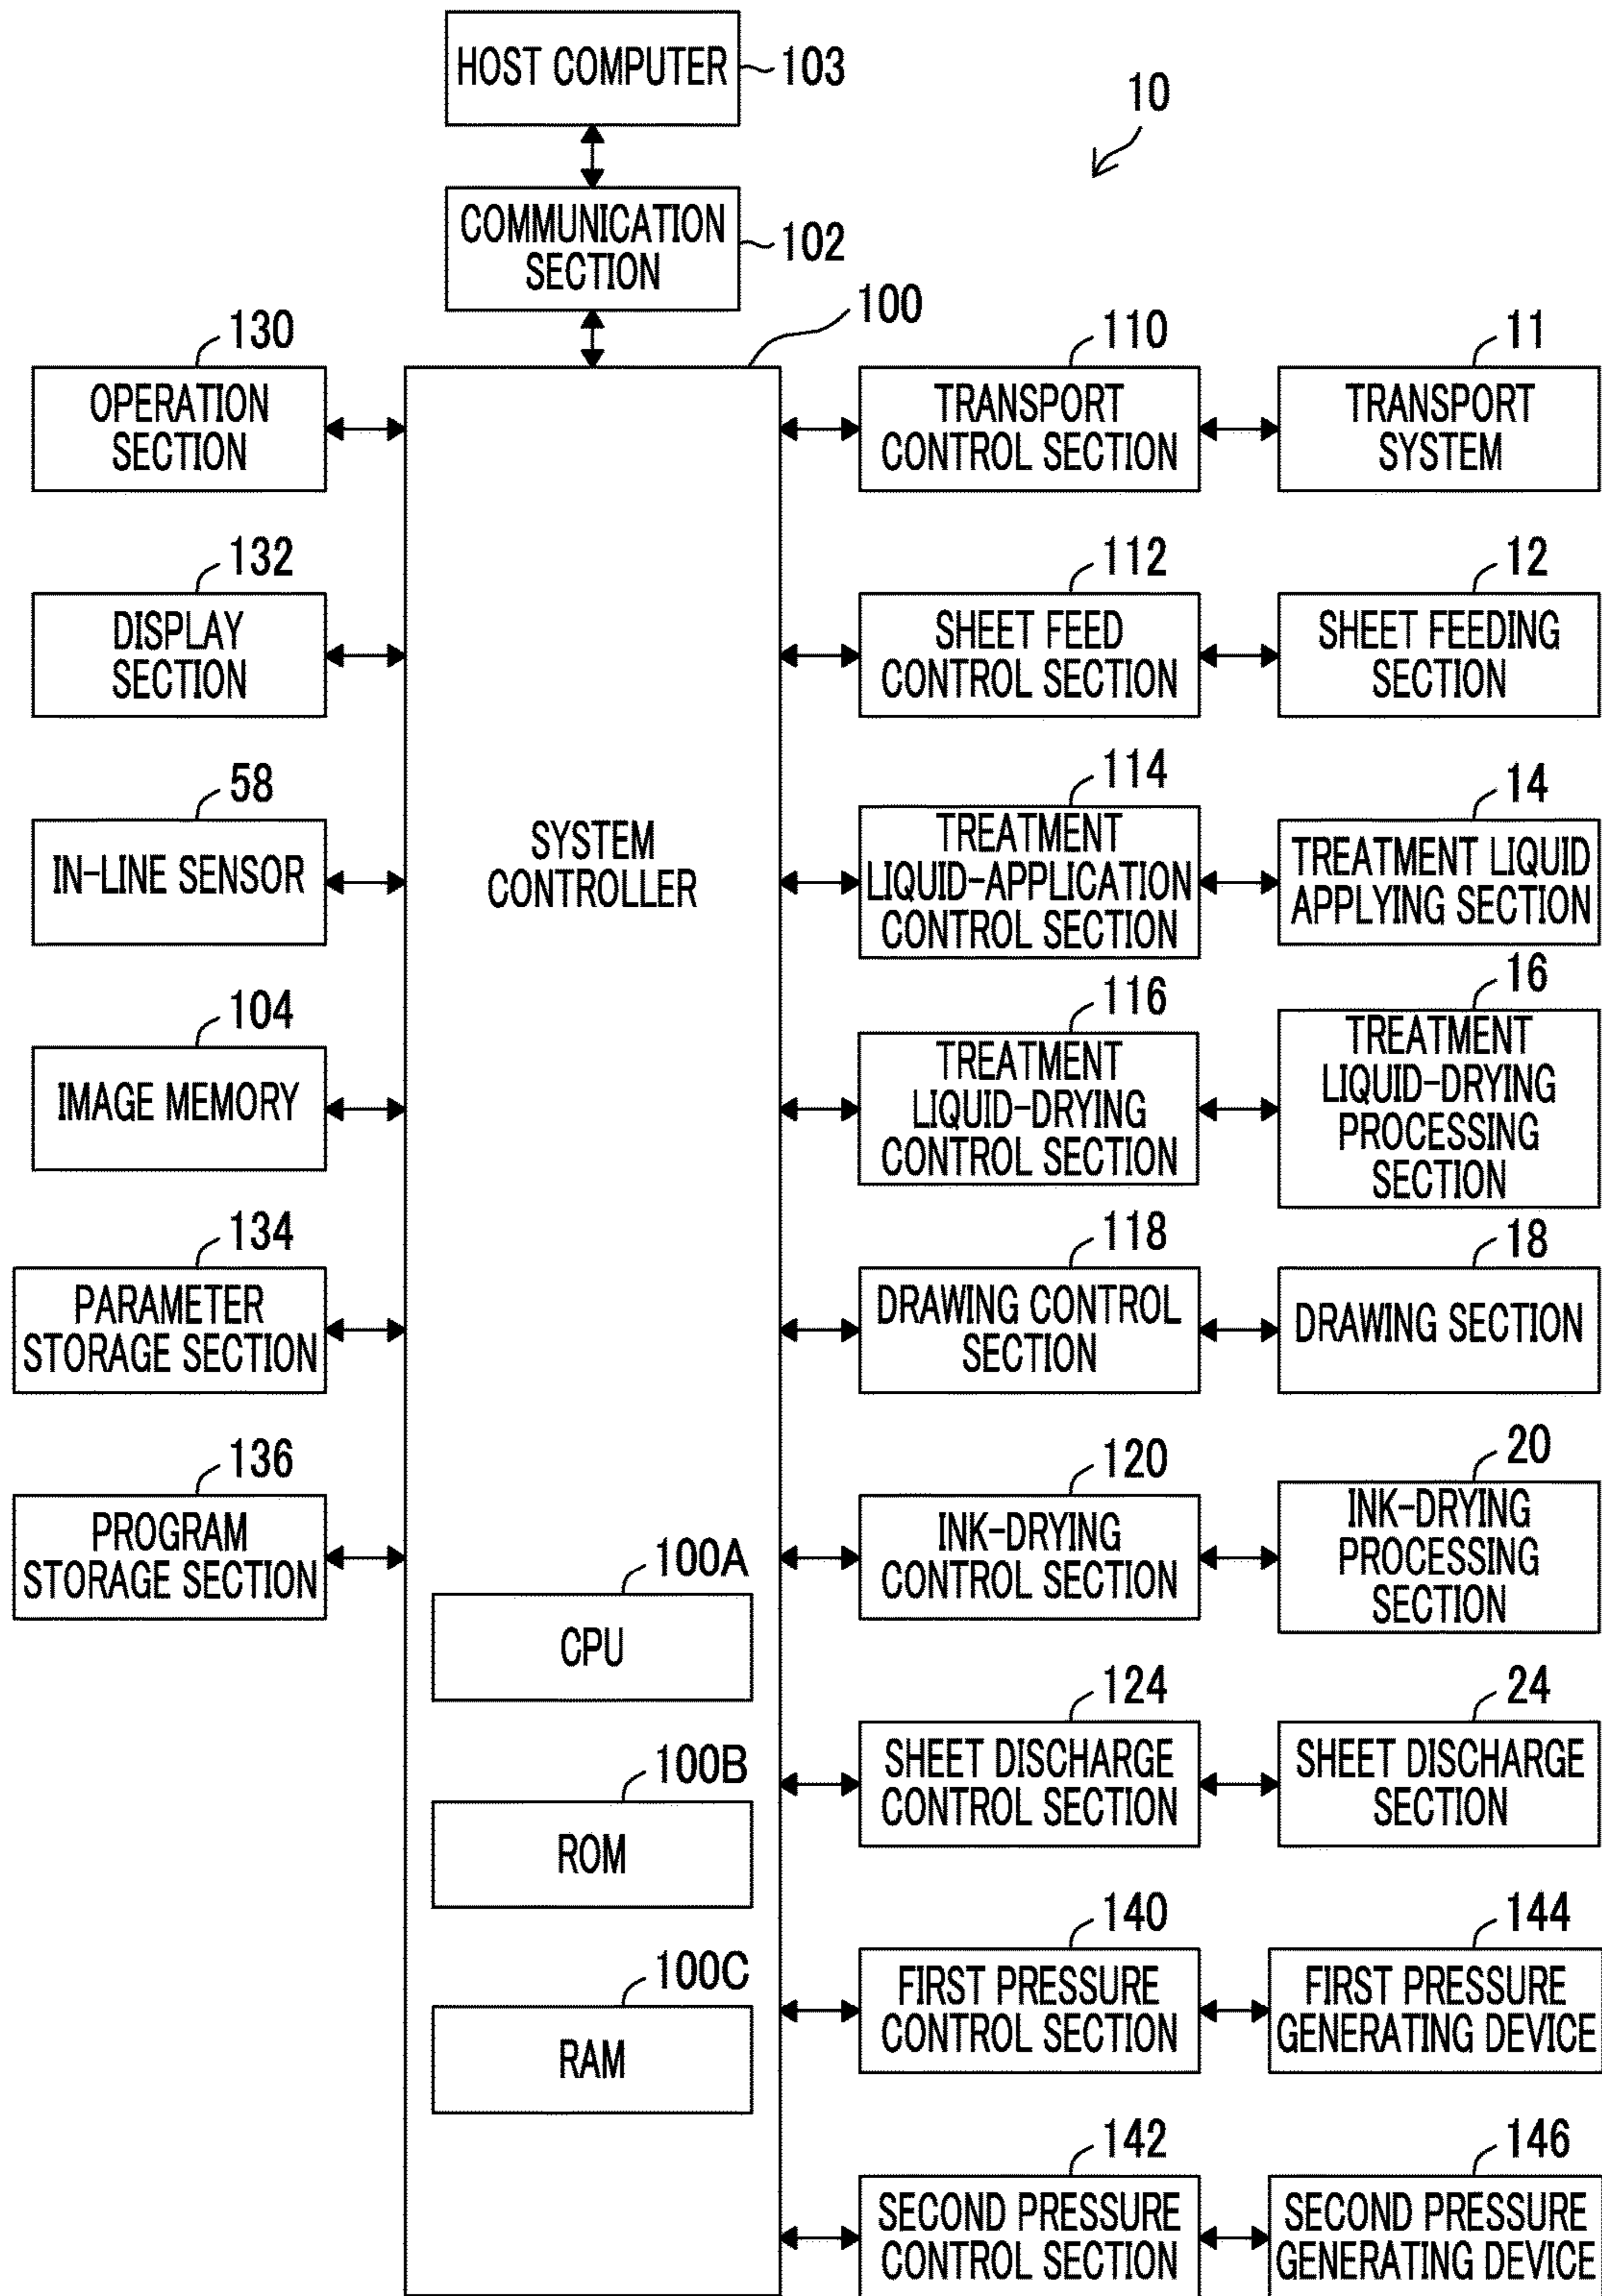 HOST COMPUTER
103
10
COMMUNICATION
SECTION
102
100
130
OPERATION
SECTION
110
TRANSPORT
CONTROL SECTION
11
TRANSPORT
SYSTEM
132
DISPLAY
SECTION
112
SHEET FEED
CONTROL SECTION
12
SHEET FEEDING
SECTION
58
IN-LINE SENSOR
SYSTEM
CONTROLLER
114
TREATMENT
LIQUID-APPLICATION
CONTROL SECTION
14
TREATMENT LIQUID
APPLYING SECTION
104
IMAGE MEMORY
116
TREATMENT
LIQUID-DRYING
CONTROL SECTION
16
TREATMENT
LIQUID-DRYING
PROCESSING
SECTION
134
PARAMETER
STORAGE SECTION
118
DRAWING CONTROL
SECTION
18
DRAWING SECTION
136
PROGRAM
STORAGE SECTION
120
INK-DRYING
CONTROL SECTION
20
INK-DRYING
PROCESSING
SECTION
100A
CPU
124
SHEET DISCHARGE
CONTROL SECTION
24
SHEET DISCHARGE
SECTION
100B
ROM
140
FIRST PRESSURE
CONTROL SECTION
144
FIRST PRESSURE
GENERATING DEVICE
100C
RAM
142
SECOND PRESSURE
CONTROL SECTION
146
SECOND PRESSURE
GENERATING DEVICE